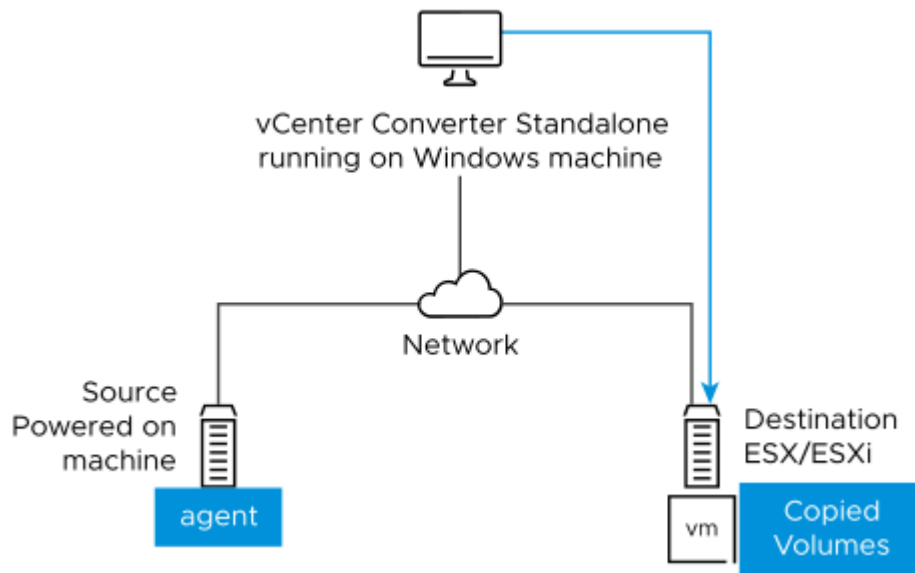 vCenter Converter Standalone
running on Windows machine
Network
Source
Powered on
machine
agent
Destination
ESX/ESXi
vm
Copied
Volumes